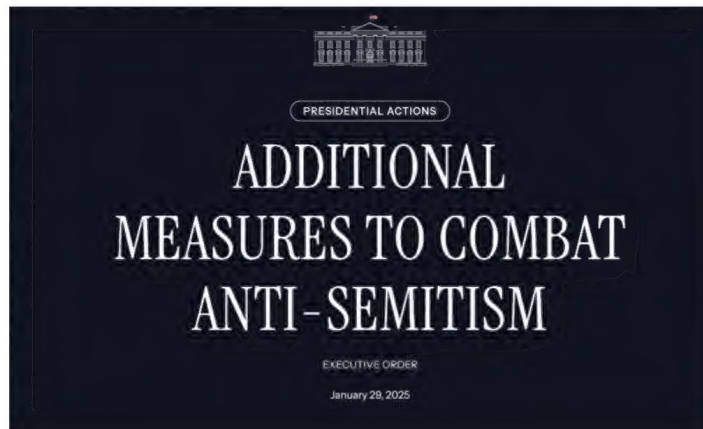 PRESIDENTIAL ACTIONS
ADDITIONAL
MEASURES TO COMBAT
ANTI-SEMITISM
EXECUTIVE ORDER
January 29, 2025